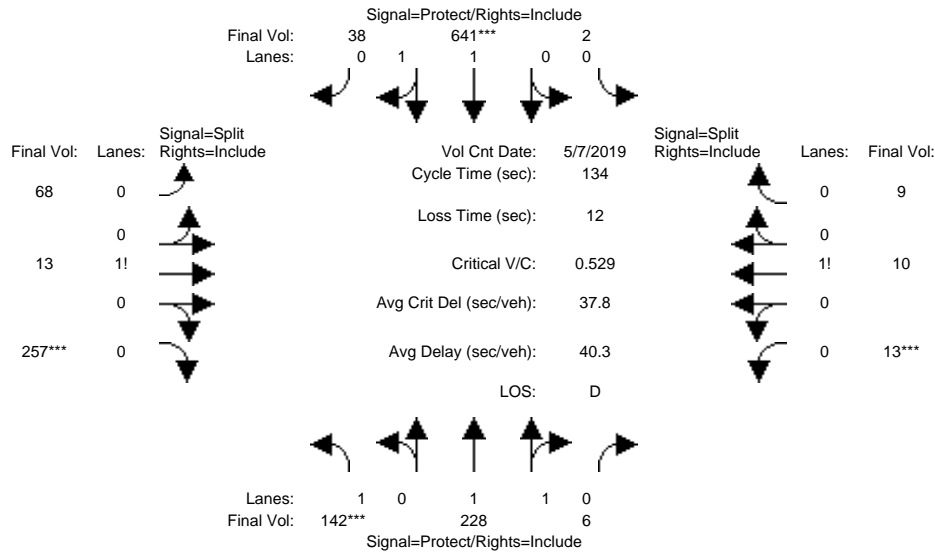 Signal=Protect/Rights=Include
Final Vol: 38 641*** 2
Lanes: 0 1 1 0 0
Signal=Split
Final Vol: Lanes: Rights=Include
Vol Cnt Date: 5/7/2019
Signal=Split
Rights=Include Lanes: Final Vol:
Cycle Time (sec): 134
68 0
0 9
Loss Time (sec): 12
0
0
13 1!
Critical V/C: 0.529
1! 10
0
Avg Crit Del (sec/veh): 37.8
0
257*** 0
Avg Delay (sec/veh): 40.3
0 13***
LOS: D
Lanes: 1 0 1 1 0
Final Vol: 142*** 228 6
Signal=Protect/Rights=Include